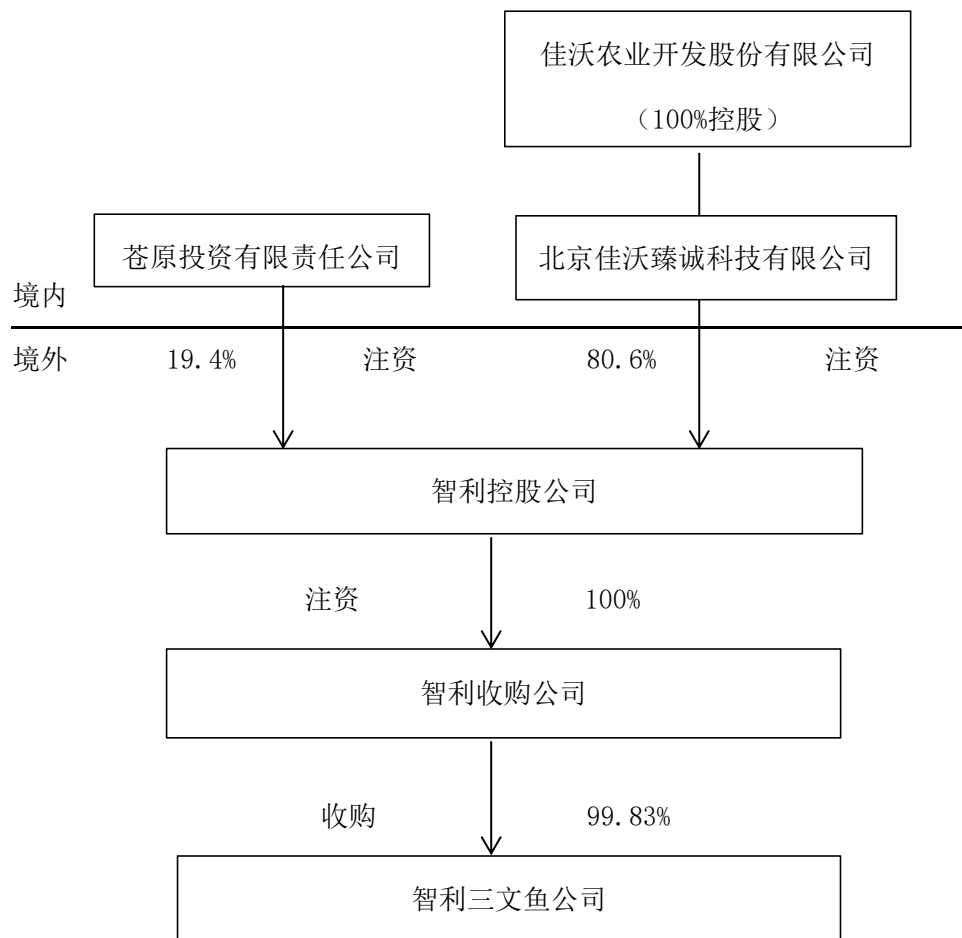 佳沃农业开发股份有限公司
（100%控股）
苍原投资有限责任公司
北京佳沃臻诚科技有限公司
境内
境外 19.4% 注资 80.6% 注资
智利控股公司
注资 100%
智利收购公司
收购 99.83%
智利三文鱼公司